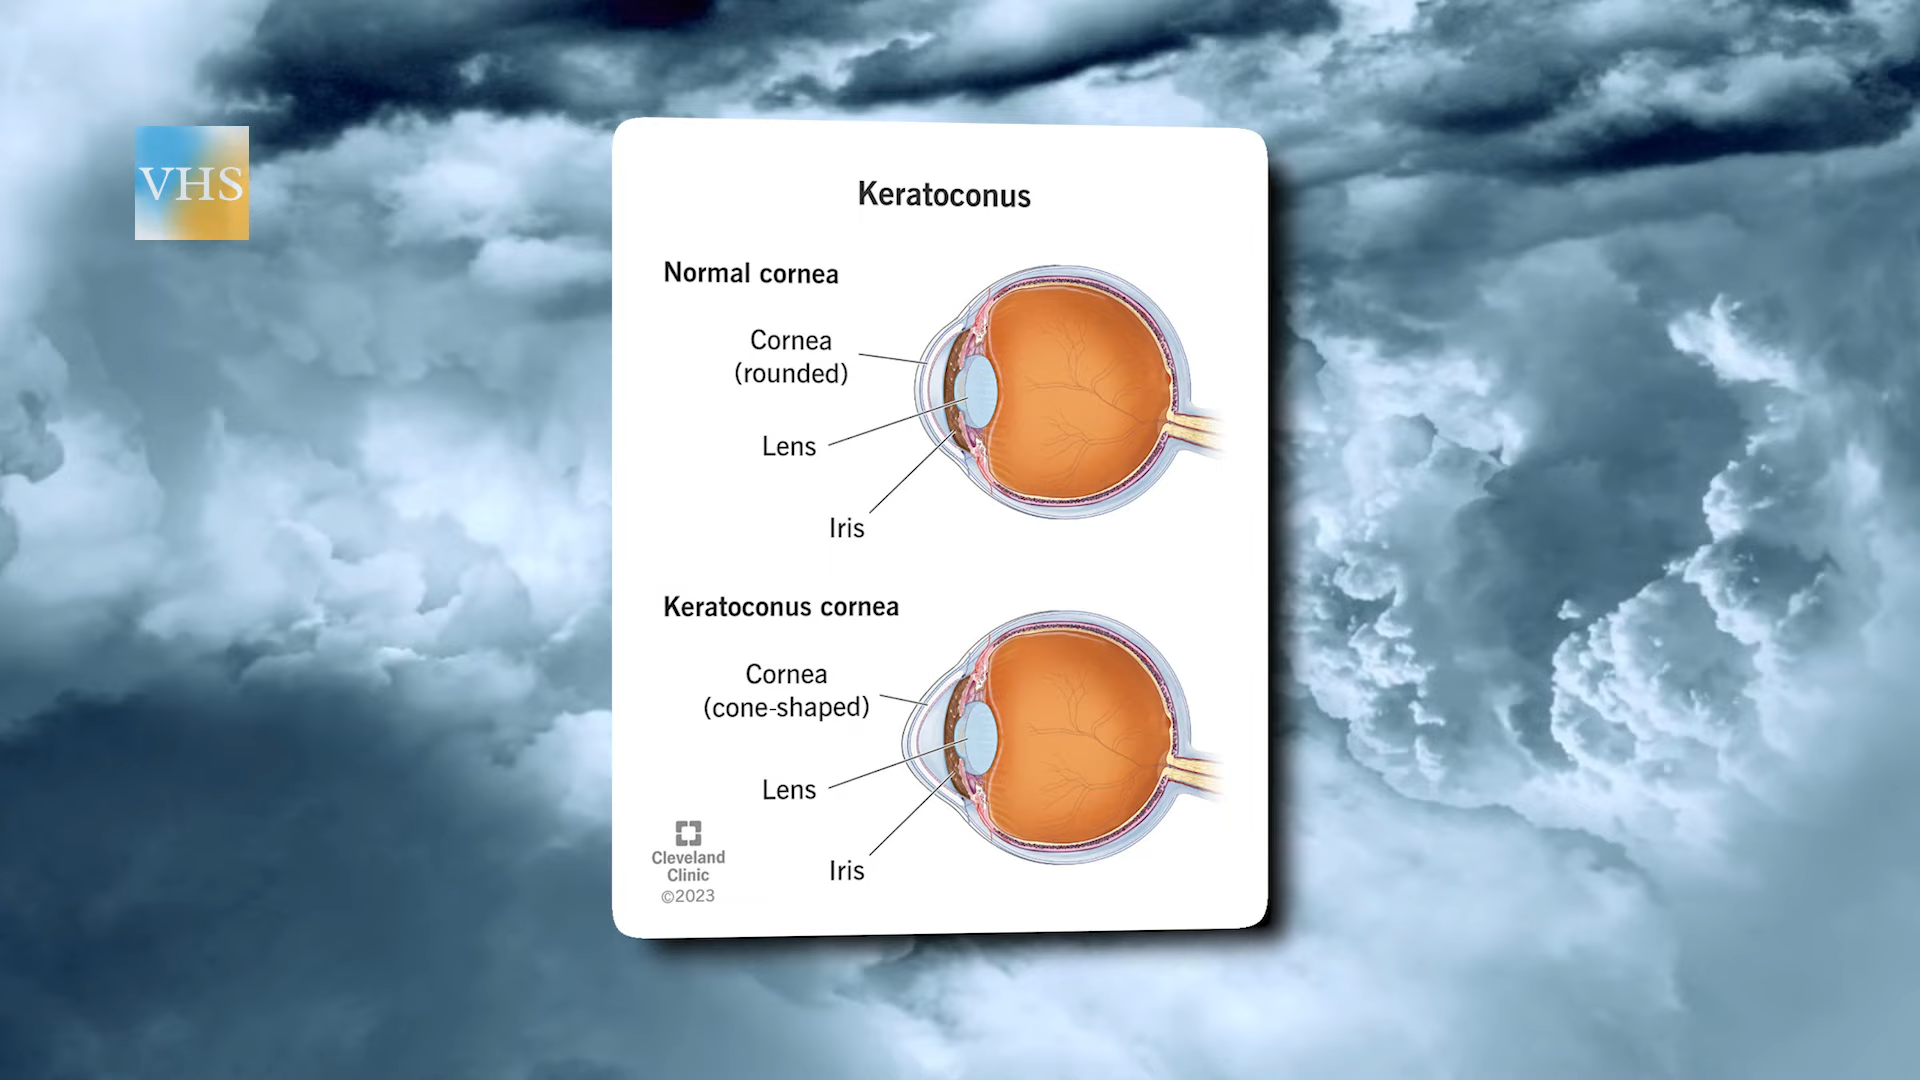 VHS
Keratoconus
Normal cornea
Cornea
(rounded)
Lens
Iris
Keratoconus cornea
Cornea
(cone-shaped)
Lens
Iris
Cleveland
Clinic
©2023